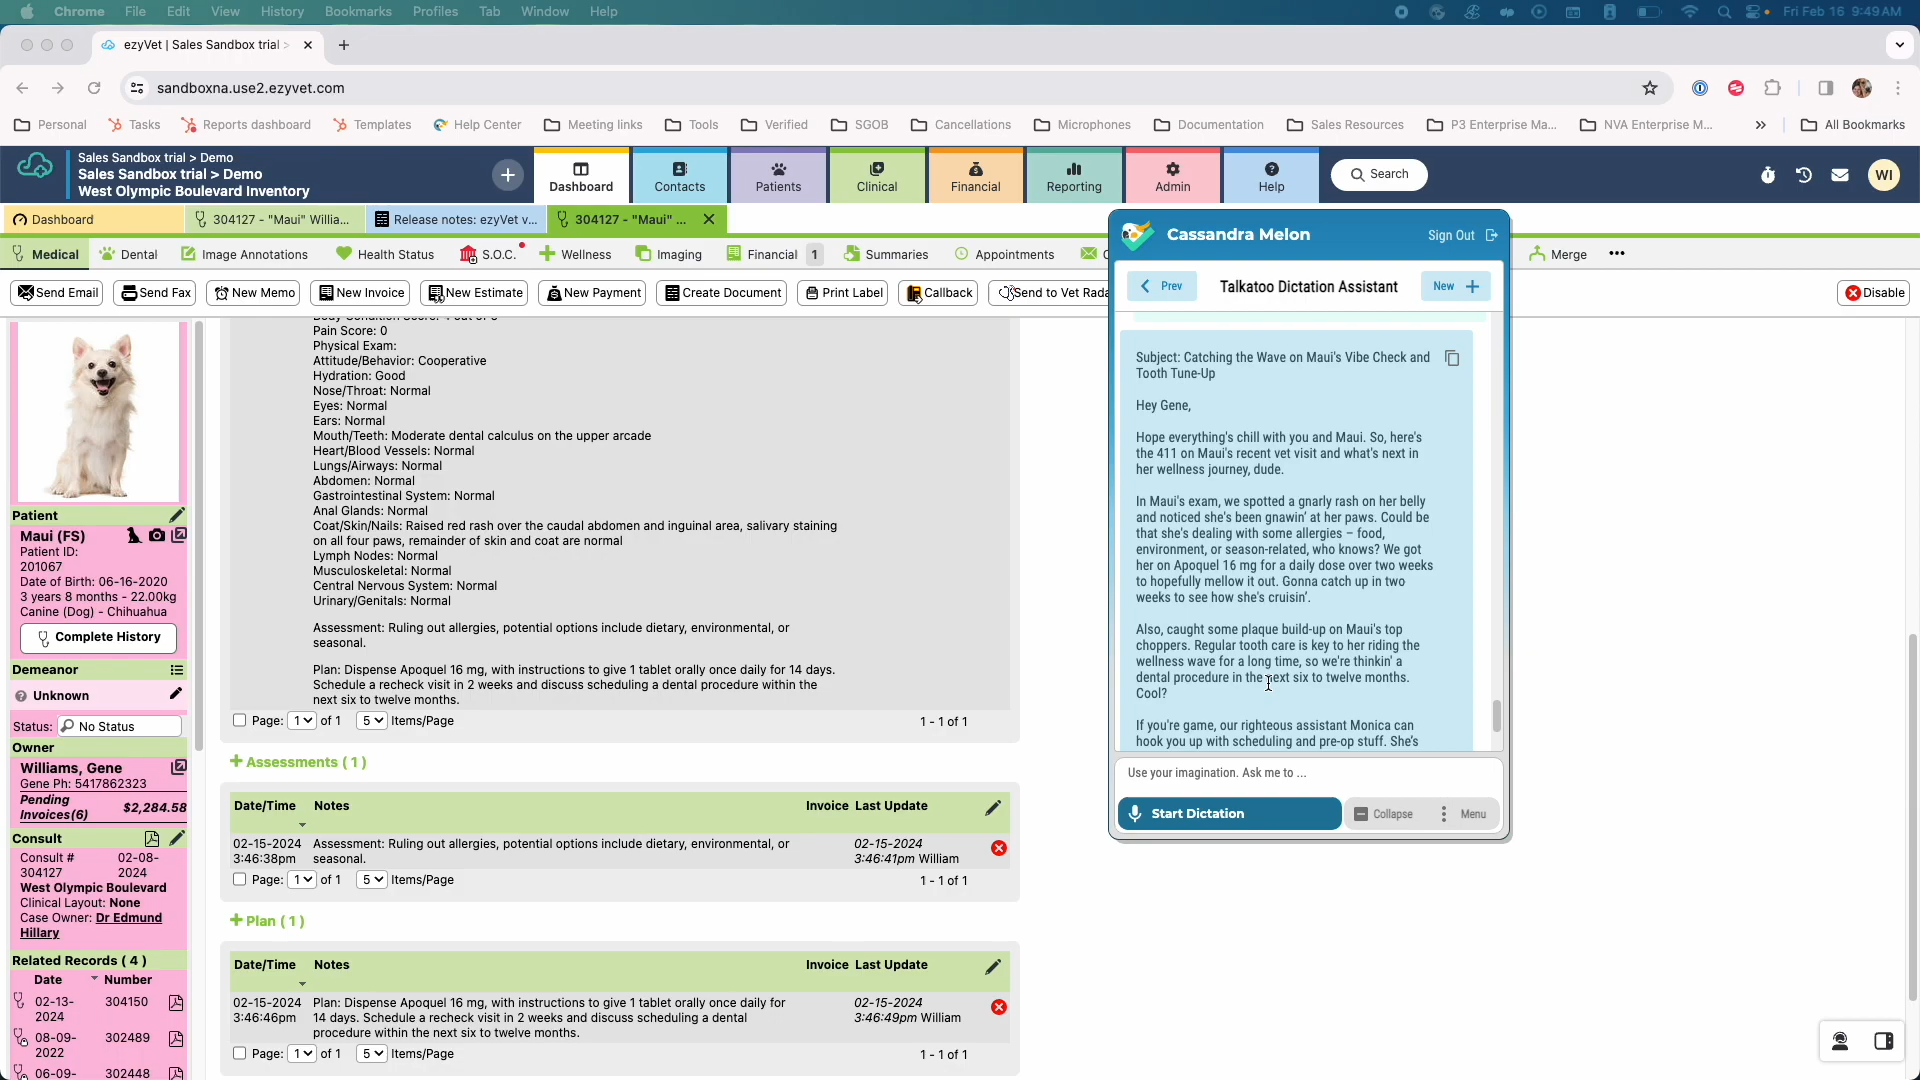 Chrome File Edit View History Bookmarks Profiles Tab Window Help
Fri Feb 16 9:49 AM
ezyVet | Sales Sandbox trial >
sandboxna.use2.ezyvet.com
Personal Tasks Reports dashboard Templates Help Center Meeting links Tools Verified SGOB Cancellations Microphones Documentation Sales Resources P3 Enterprise Ma... NVA Enterprise M... » All Bookmarks
Sales Sandbox trial > Demo
Sales Sandbox trial > Demo
West Olympic Boulevard Inventory
Dashboard Contacts Patients Clinical Financial Reporting Admin Help Search WI
Dashboard 304127 - "Maui" Willia... Release notes: ezyVet v... 304127 - "Maui" ...
Medical Dental Image Annotations Health Status S.O.C. Wellness Imaging Financial 1 Summaries Appointments Merge
Send Email Send Fax New Memo New Invoice New Estimate New Payment Create Document Print Label Callback Send to Vet Rada Disable
Patient
Maui (FS)
Patient ID:
201067
Date of Birth: 06-16-2020
3 years 8 months - 22.00kg
Canine (Dog) - Chihuahua
Complete History
Demeanor
Unknown
Status: No Status
Owner
Williams, Gene
Gene Ph: 5417862323
Pending
Invoices(6) $2,284.58
Consult
Consult # 02-08-
304127 2024
West Olympic Boulevard
Clinical Layout: None
Case Owner: Dr Edmund
Hillary
Related Records ( 4 )
Date Number
02-13-
2024 304150
08-09-
2022 302489
06-09- 302448
Pain Score: 0
Physical Exam:
Attitude/Behavior: Cooperative
Hydration: Good
Nose/Throat: Normal
Eyes: Normal
Ears: Normal
Mouth/Teeth: Moderate dental calculus on the upper arcade
Heart/Blood Vessels: Normal
Lungs/Airways: Normal
Abdomen: Normal
Gastrointestinal System: Normal
Anal Glands: Normal
Coat/Skin/Nails: Raised red rash over the caudal abdomen and inguinal area, salivary staining
on all four paws, remainder of skin and coat are normal
Lymph Nodes: Normal
Musculoskeletal: Normal
Central Nervous System: Normal
Urinary/Genitals: Normal
Assessment: Ruling out allergies, potential options include dietary, environmental, or
seasonal.
Plan: Dispense Apoquel 16 mg, with instructions to give 1 tablet orally once daily for 14 days.
Schedule a recheck visit in 2 weeks and discuss scheduling a dental procedure within the
next six to twelve months.
Page: 1 of 1 5 Items/Page 1 - 1 of 1
Assessments ( 1 )
Date/Time Notes Invoice Last Update
02-15-2024 Assessment: Ruling out allergies, potential options include dietary, environmental, or 02-15-2024
3:46:38pm seasonal. 3:46:41pm William
Page: 1 of 1 5 Items/Page 1 - 1 of 1
Plan ( 1 )
Date/Time Notes Invoice Last Update
02-15-2024 Plan: Dispense Apoquel 16 mg, with instructions to give 1 tablet orally once daily for 02-15-2024
3:46:46pm 14 days. Schedule a recheck visit in 2 weeks and discuss scheduling a dental 3:46:49pm William
procedure within the next six to twelve months.
Page: 1 of 1 5 Items/Page 1 - 1 of 1
Cassandra Melon Sign Out
Prev Talkatoo Dictation Assistant New +
Subject: Catching the Wave on Maui's Vibe Check and
Tooth Tune-Up
Hey Gene,
Hope everything's chill with you and Maui. So, here's
the 411 on Maui's recent vet visit and what's next in
her wellness journey, dude.
In Maui's exam, we spotted a gnarly rash on her belly
and noticed she's been gnawin' at her paws. Could be
that she's dealing with some allergies – food,
environment, or season-related, who knows? We got
her on Apoquel 16 mg for a daily dose over two weeks
to hopefully mellow it out. Gonna catch up in two
weeks to see how she's cruisin'.
Also, caught some plaque build-up on Maui's top
choppers. Regular tooth care is key to her riding the
wellness wave for a long time, so we're thinkin' a
dental procedure in the next six to twelve months.
Cool?
If you're game, our righteous assistant Monica can
hook you up with scheduling and pre-op stuff. She's
Use your imagination. Ask me to ...
Start Dictation Collapse Menu